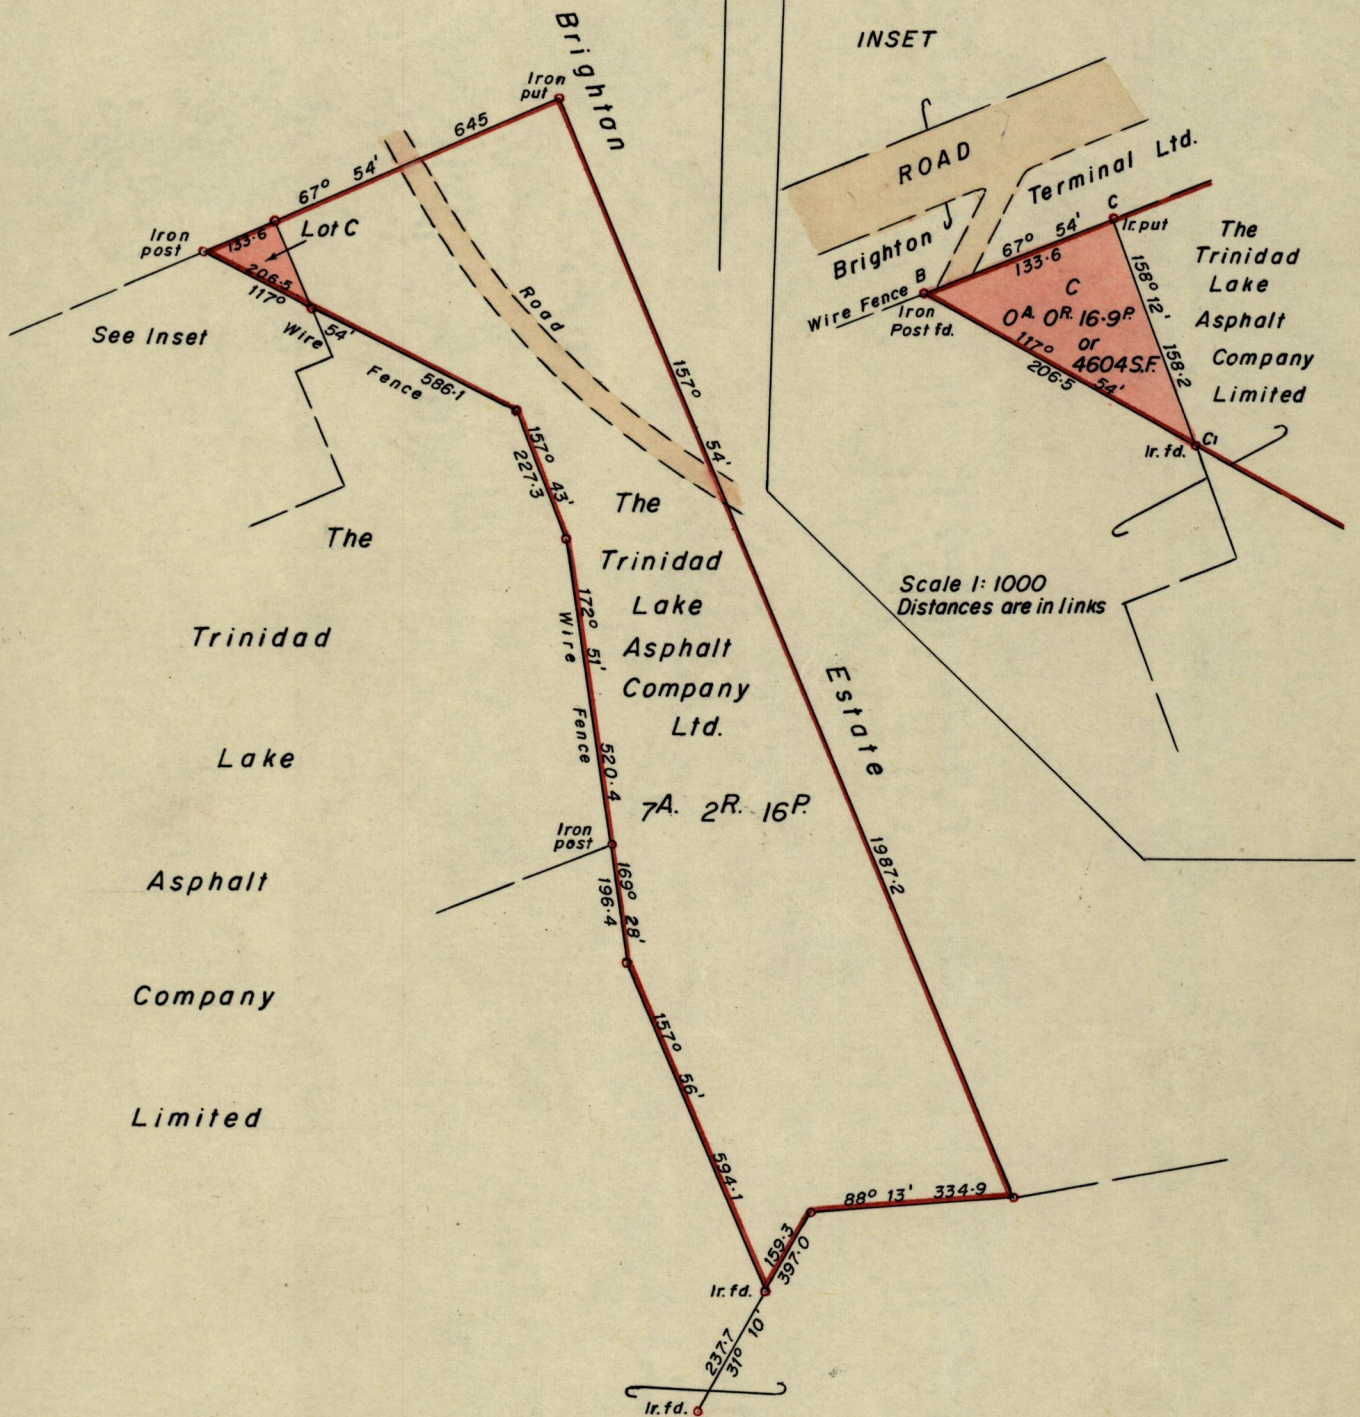 INSET
Brightan
Iron
put
645
67° 54'
Lot C
Iron
post
133·6
206·5
117° 54'
See Inset
Wire
Fence
586·1
Road
157° 43'
227·3
157° 54'
1987·2
172° 51'
520·4
Wire Fence
Iron
post
169° 28'
196·4
157° 56'
594·1
88° 13' 334·9
159·3
397·0
Ir. fd.
237·7
31° 10'
Ir. fd.
The
Trinidad
Lake
Asphalt
Company
Limited
The
Trinidad
Lake
Asphalt
Company
Ltd.
7A. 2R. 16P.
Estate
ROAD
Brighton
Terminal Ltd.
Wire Fence
B
Iron
Post fd.
67° 54'
133·6
C
Ir. put
158° 12'
158·2
C
0A. 0R. 16·9P.
or
4604 S.F.
117° 54'
206·5
C1
Ir. fd.
The
Trinidad
Lake
Asphalt
Company
Limited
Scale 1: 1000
Distances are in links